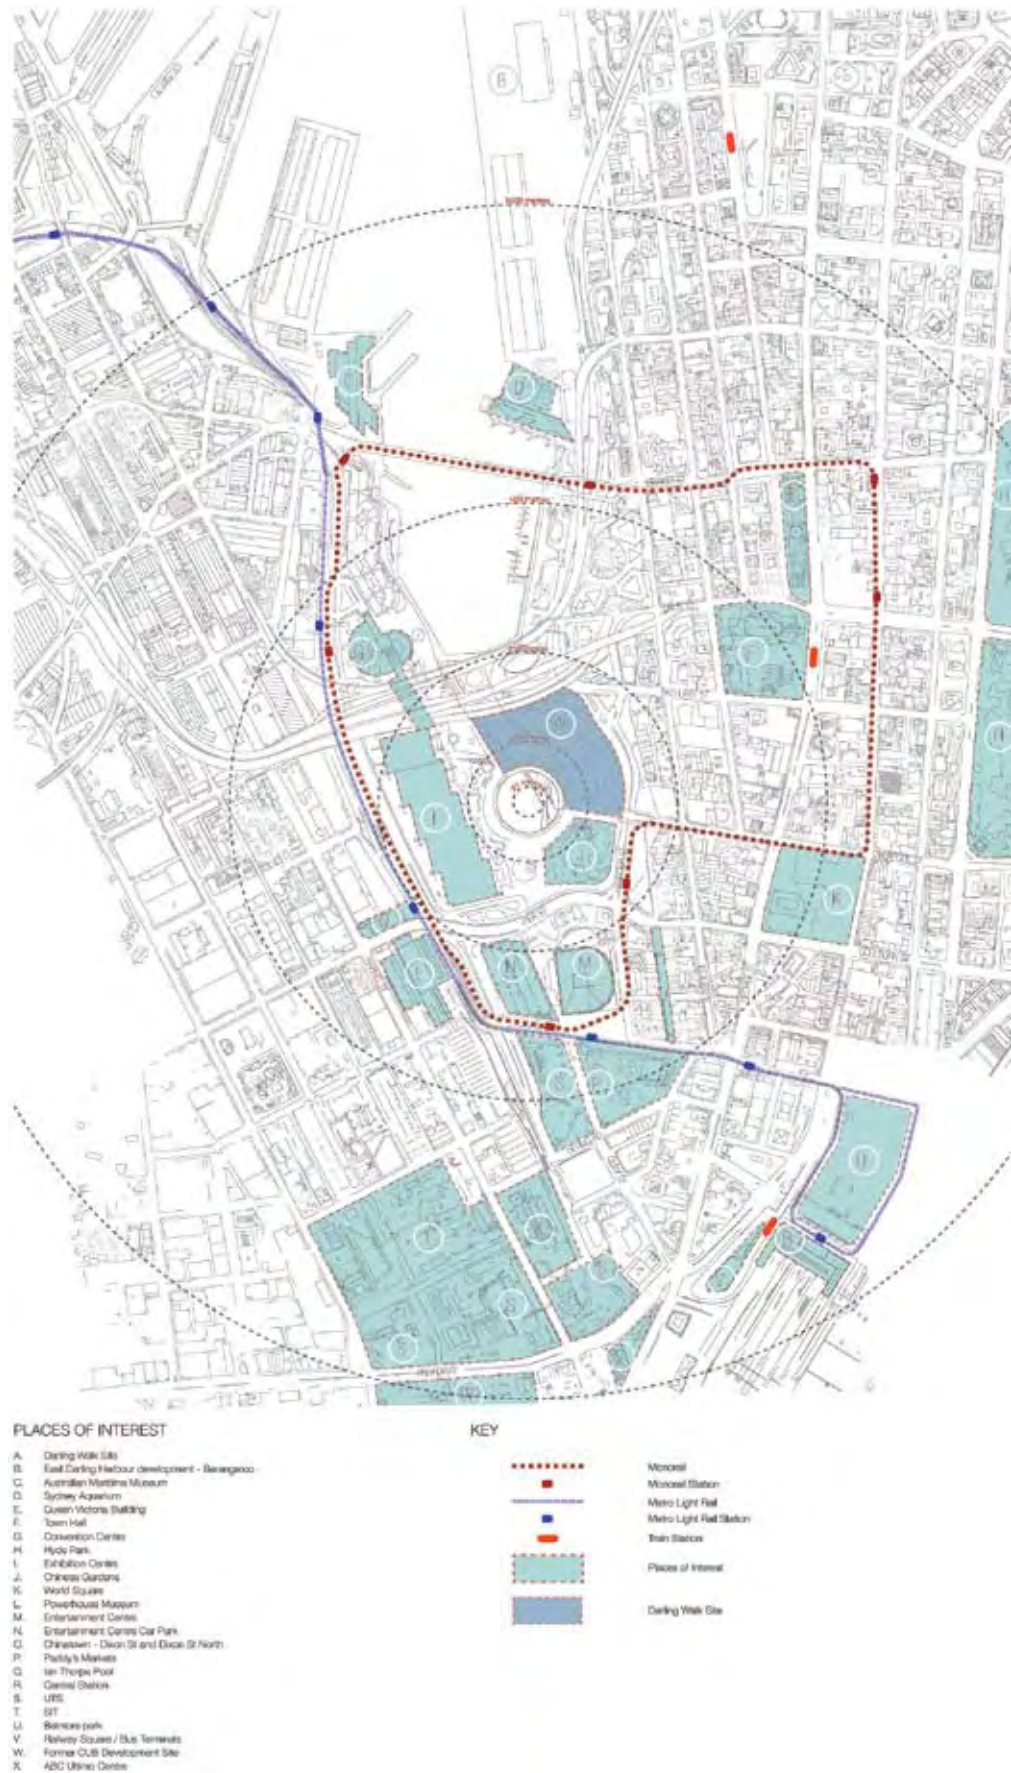 B
D
E
F
I
J
K
L
N
M
S
P
U
T
S
W
PLACES OF INTEREST
A. Darling Walk Site
B. East Darling Harbour development - Barangaroo
C. Australian Maritime Museum
D. Sydney Aquarium
E. Queen Victoria Building
F. Town Hall
G. Convention Centre
H. Hyde Park
I. Exhibition Centre
J. Chinese Gardens
K. World Square
L. Powerhouse Museum
M. Entertainment Centre
N. Entertainment Centre Car Park
O. Chinatown - Dixon St and Dixon St North
P. Paddy's Markets
Q. Ian Thorpe Pool
R. Central Station
S. UTS
T. SIT
U. Belmore park
V. Railway Square / Bus Terminals
W. Former CUB Development Site
X. ABC Ultimo Centre
KEY
Monorail
Monorail Station
Metro Light Rail
Metro Light Rail Station
Train Station
Places of Interest
Darling Walk Site